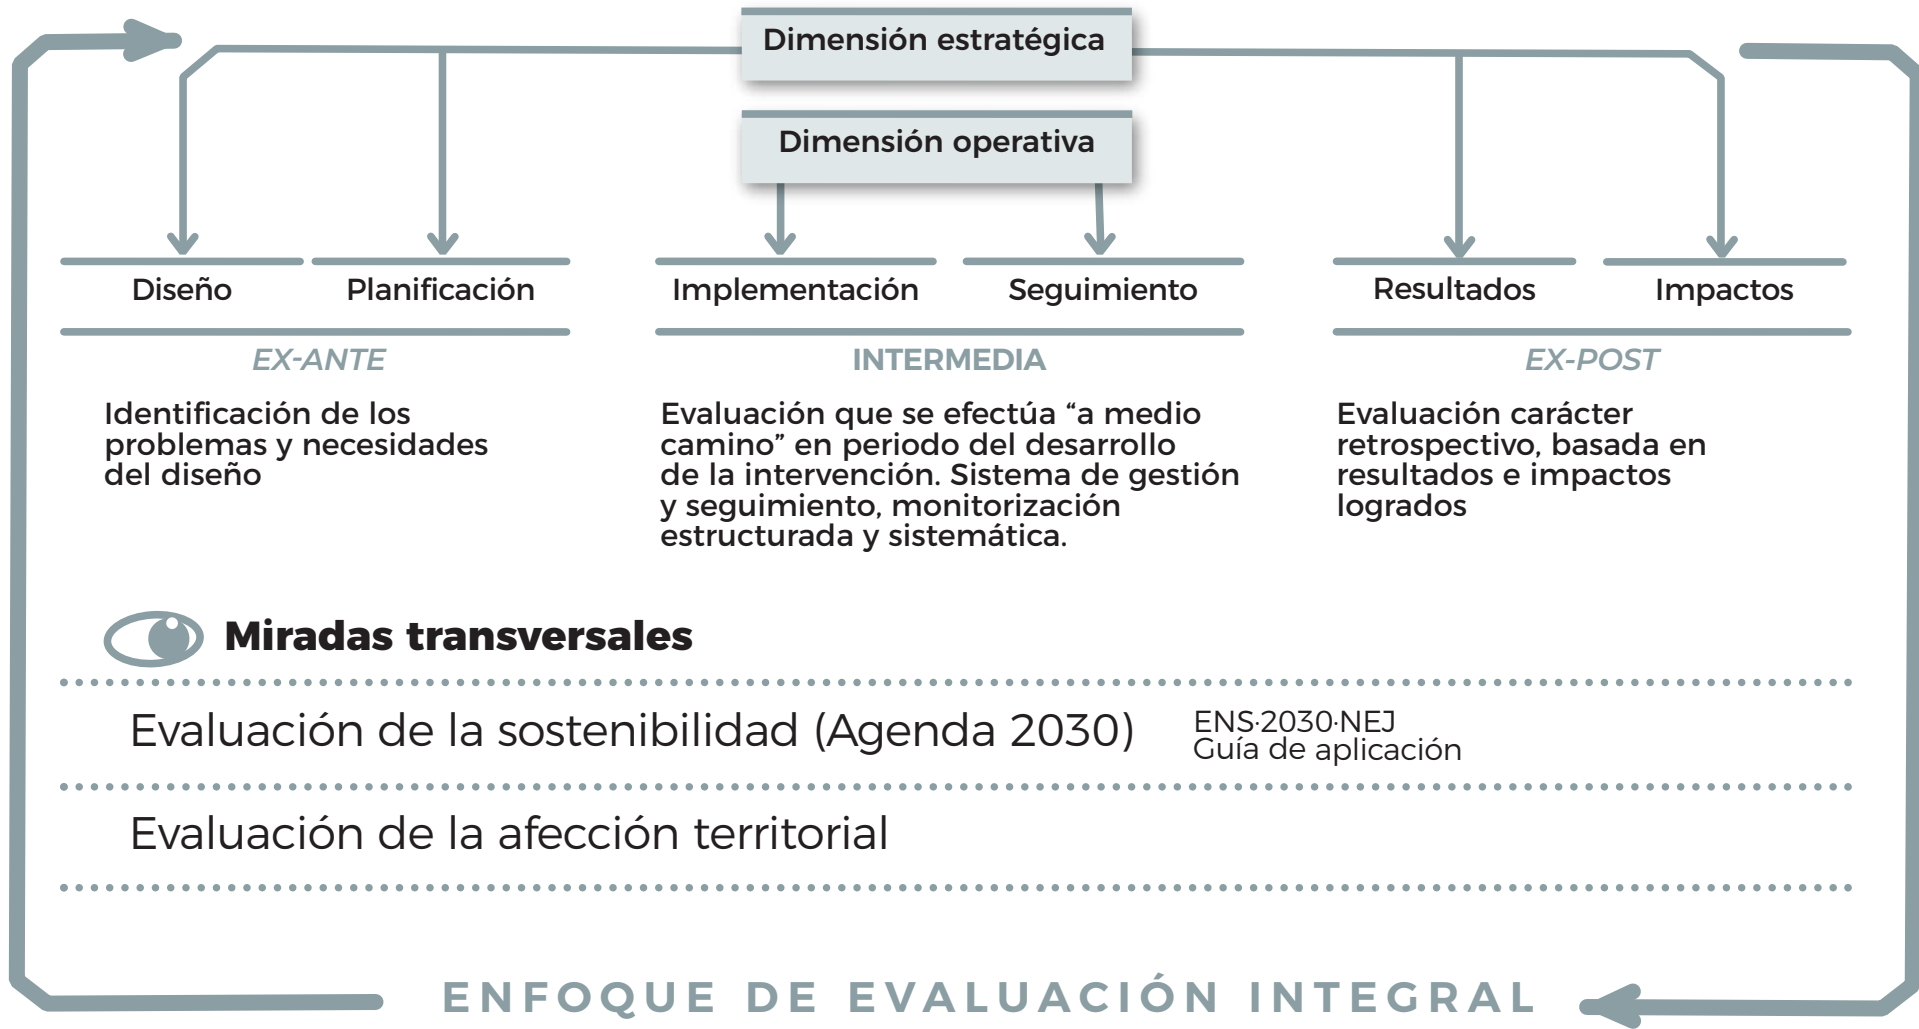 Dimensión estratégica
Dimensión operativa
Diseño
Planificación
Implementación
Seguimiento
Resultados
Impactos
EX-ANTE
INTERMEDIA
EX-POST
Identificación de los
problemas y necesidades
del diseño
Evaluación que se efectúa “a medio
camino” en periodo del desarrollo
de la intervención. Sistema de gestión
y seguimiento, monitorización
estructurada y sistemática.
Evaluación carácter
retrospectivo, basada en
resultados e impactos
logrados
Miradas transversales
Evaluación de la sostenibilidad (Agenda 2030)
ENS·2030·NEJ
Guía de aplicación
Evaluación de la afección territorial
ENFOQUE DE EVALUACIÓN INTEGRAL